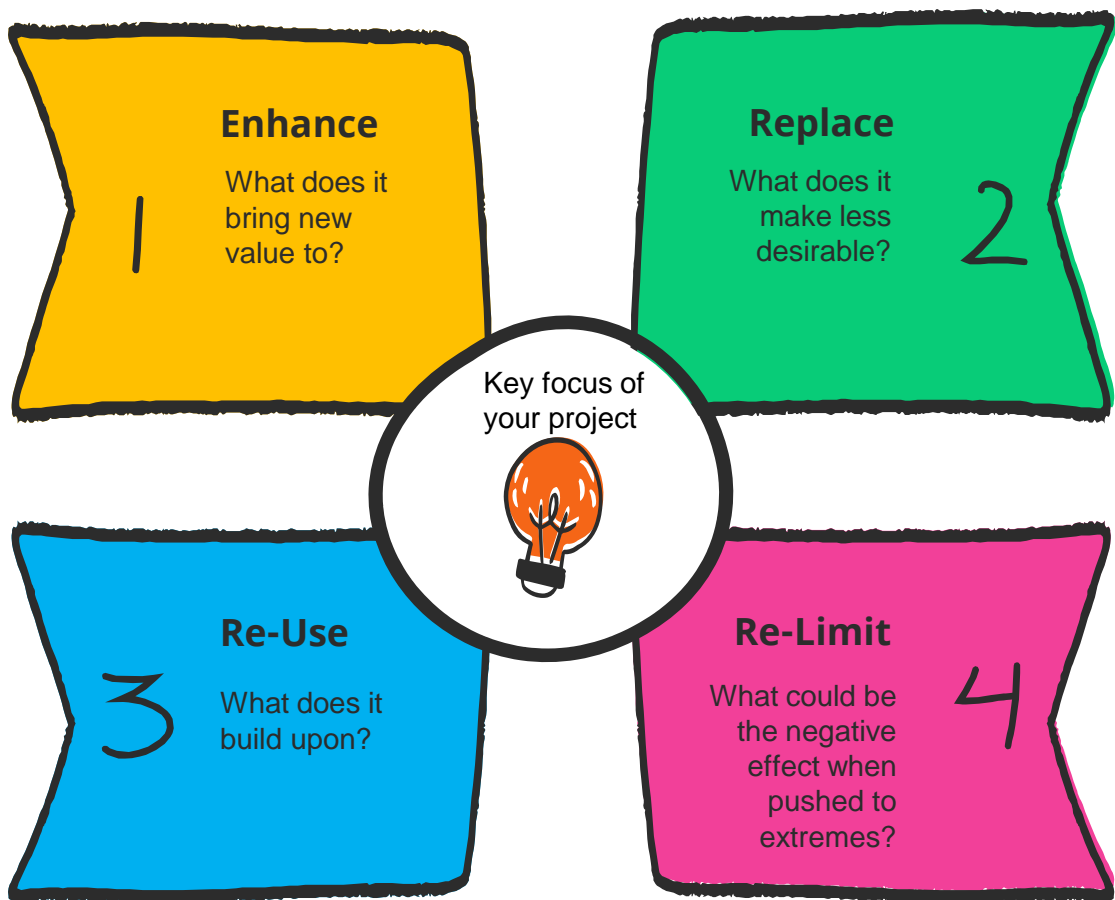 1
Enhance
What does it
bring new
value to?
2
Replace
What does it
make less
desirable?
Key focus of
your project
3
Re-Use
What does it
build upon?
4
Re-Limit
What could be
the negative
effect when
pushed to
extremes?